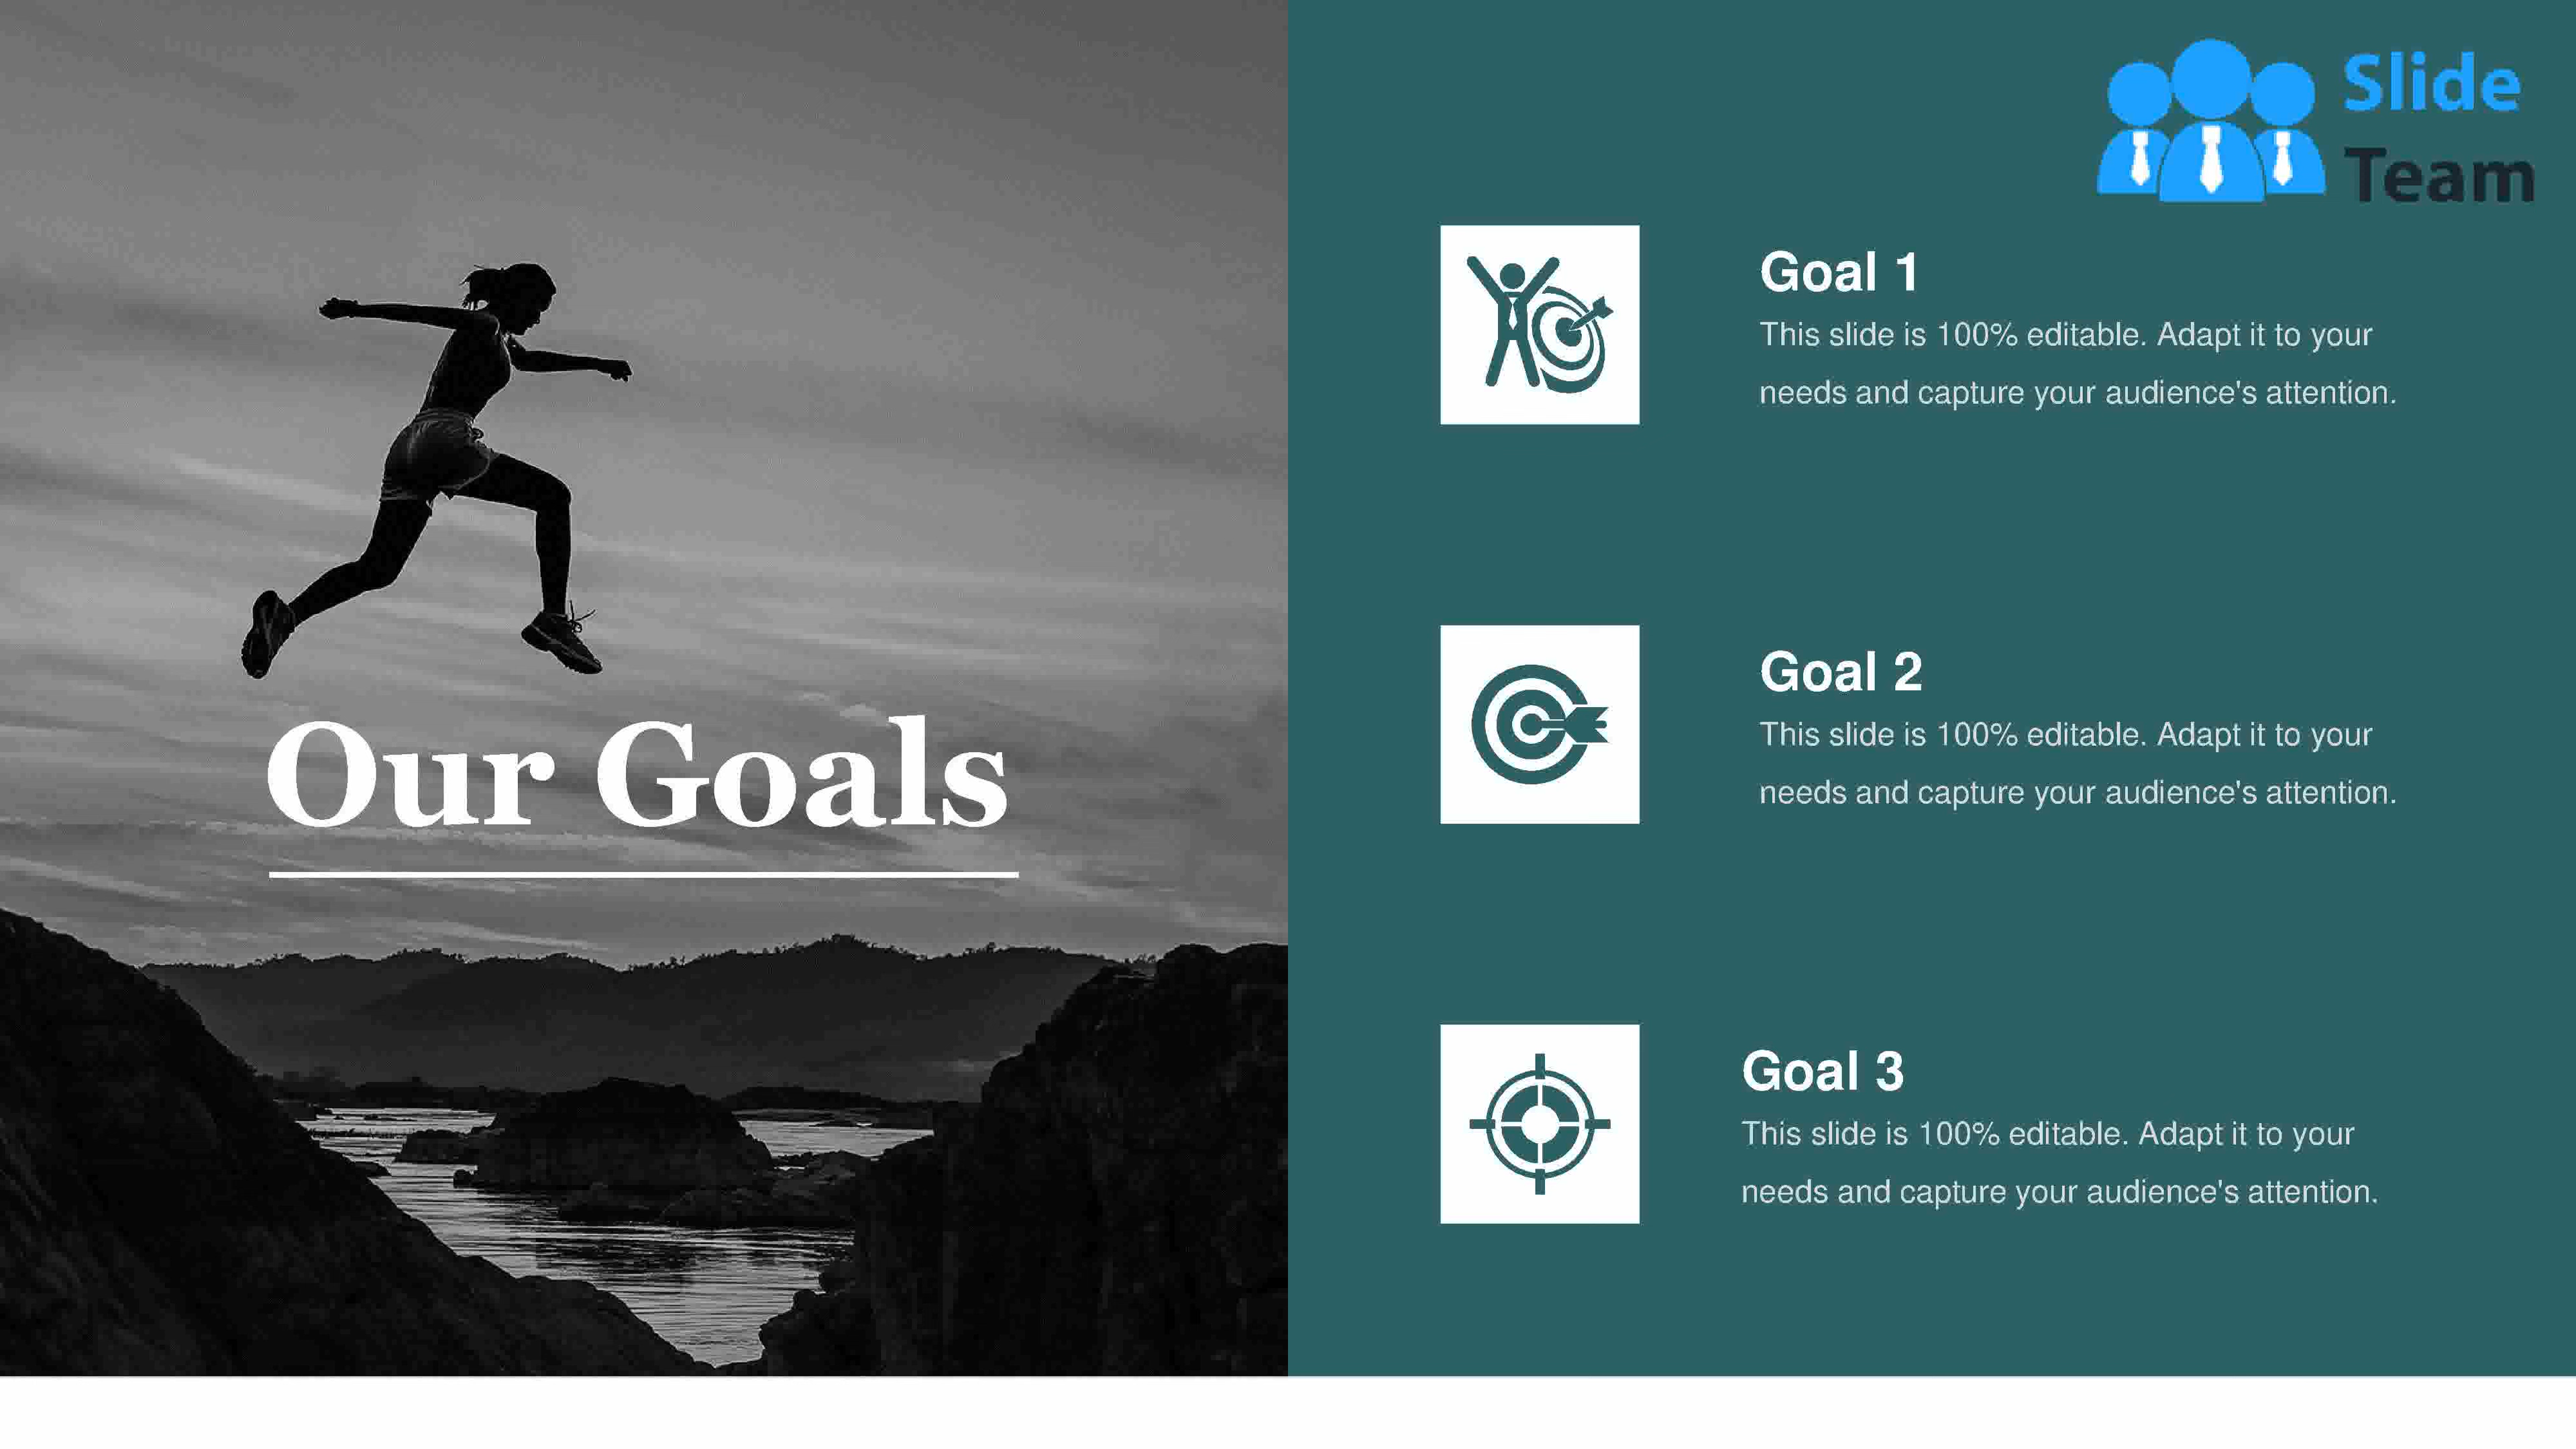 Our Goals
Slide
Team
Goal 1
This slide is 100% editable. Adapt it to your
needs and capture your audience's attention.
Goal 2
This slide is 100% editable. Adapt it to your
needs and capture your audience's attention.
Goal 3
This slide is 100% editable. Adapt it to your
needs and capture your audience's attention.